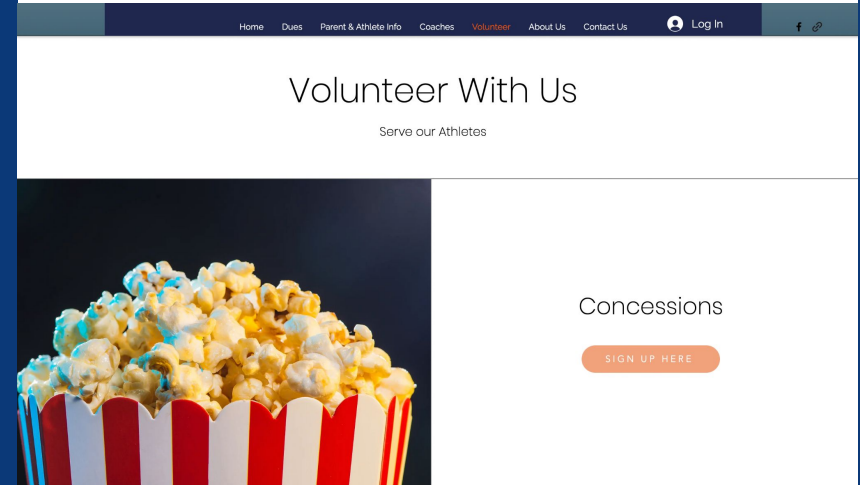 Home Dues Parent & Athlete Info Coaches Volunteer About Us Contact Us Log In
Volunteer With Us
Serve our Athletes
Concessions
SIGN UP HERE